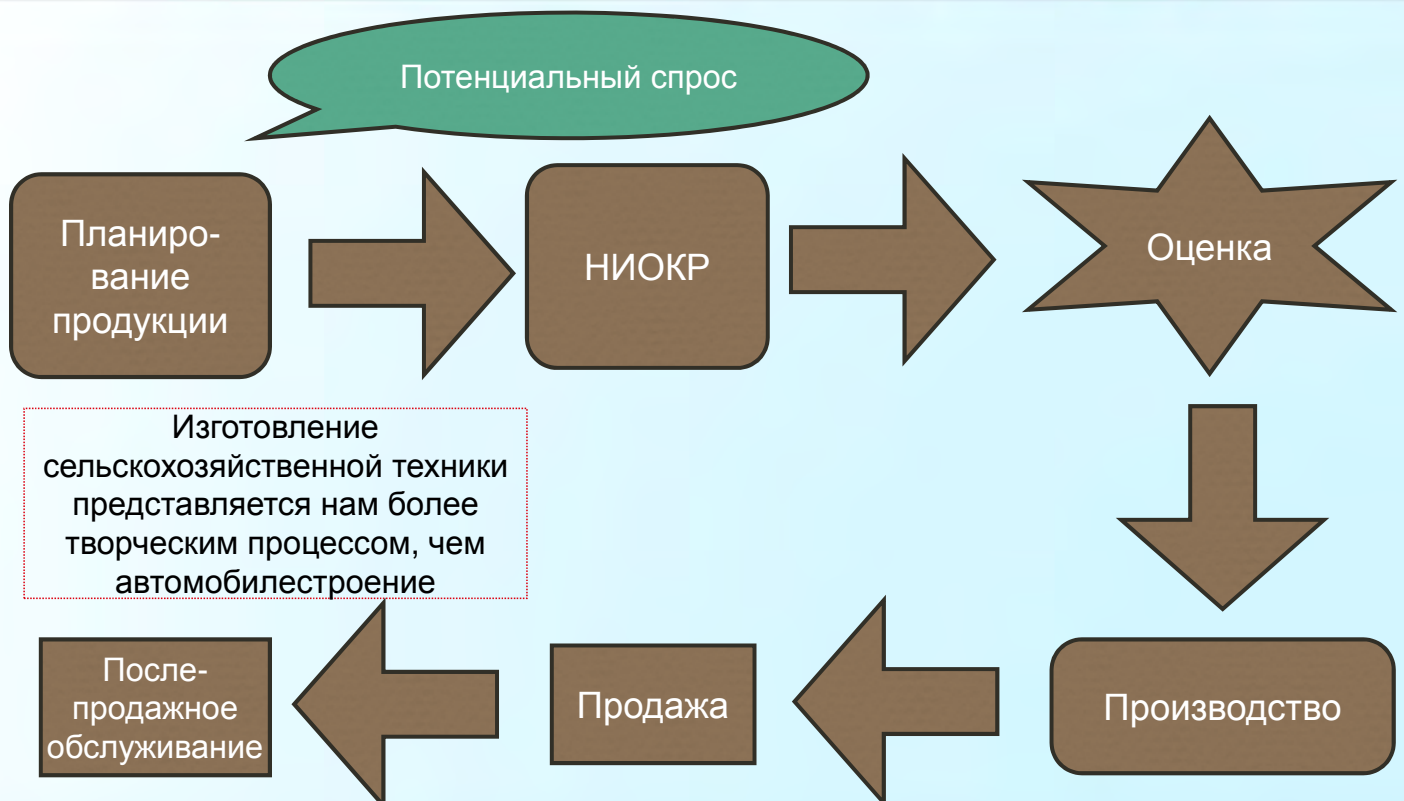 Потенциальный спрос
Планиро-
вание
продукции
НИОКР
Оценка
Изготовление
сельскохозяйственной техники
представляется нам более
творческим процессом, чем
автомобилестроение
После-
продажное
обслуживание
Продажа
Производство